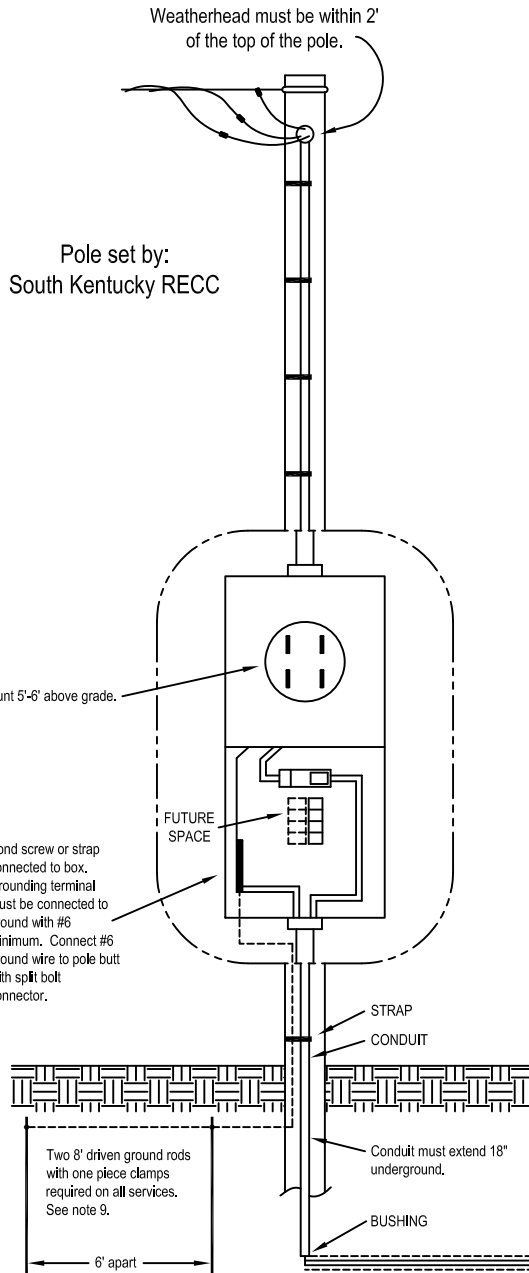 Weatherhead must be within 2'
of the top of the pole.
Pole set by:
South Kentucky RECC
unt 5'-6' above grade.
FUTURE
SPACE
ond screw or strap
onnected to box.
rounding terminal
ust be connected to
round with #6
inimum. Connect #6
round wire to pole butt
ith split bolt
onnector.
STRAP
CONDUIT
Conduit must extend 18"
underground.
Two 8' driven ground rods
with one piece clamps
required on all services.
See note 9.
BUSHING
6' apart